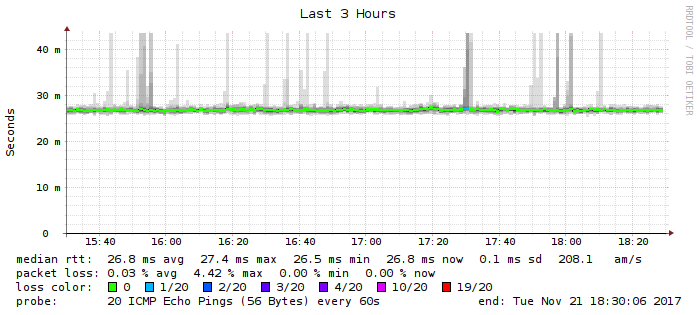 Last 3 Hours
RRDTOOL / TOBI OETIKER
Seconds
40 m
30 m
20 m
10 m
0
15:40 16:00 16:20 16:40 17:00 17:20 17:40 18:00 18:20
median rtt: 26.8 ms avg 27.4 ms max 26.5 ms min 26.8 ms now 0.1 ms sd 208.1 am/s
packet loss: 0.03 % avg 4.42 % max 0.00 % min 0.00 % now
loss color: 0 1/20 2/20 3/20 4/20 10/20 19/20
probe: 20 ICMP Echo Pings (56 Bytes) every 60s end: Tue Nov 21 18:30:06 2017